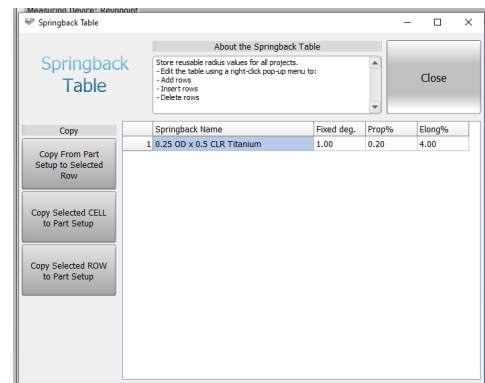 Measuring Device: Revopoint
Springback Table
Springback
Table
About the Springback Table
Store reusable radius values for all projects.
- Edit the table using a right-click pop-up menu to:
- Add rows
- Insert rows
- Delete rows
Close
Copy
Copy From Part
Setup to Selected
Row
Copy Selected CELL
to Part Setup
Copy Selected ROW
to Part Setup
Springback Name Fixed deg. Prop% Elong%
1 0.25 OD x 0.5 CLR Titanium 1.00 0.20 4.00